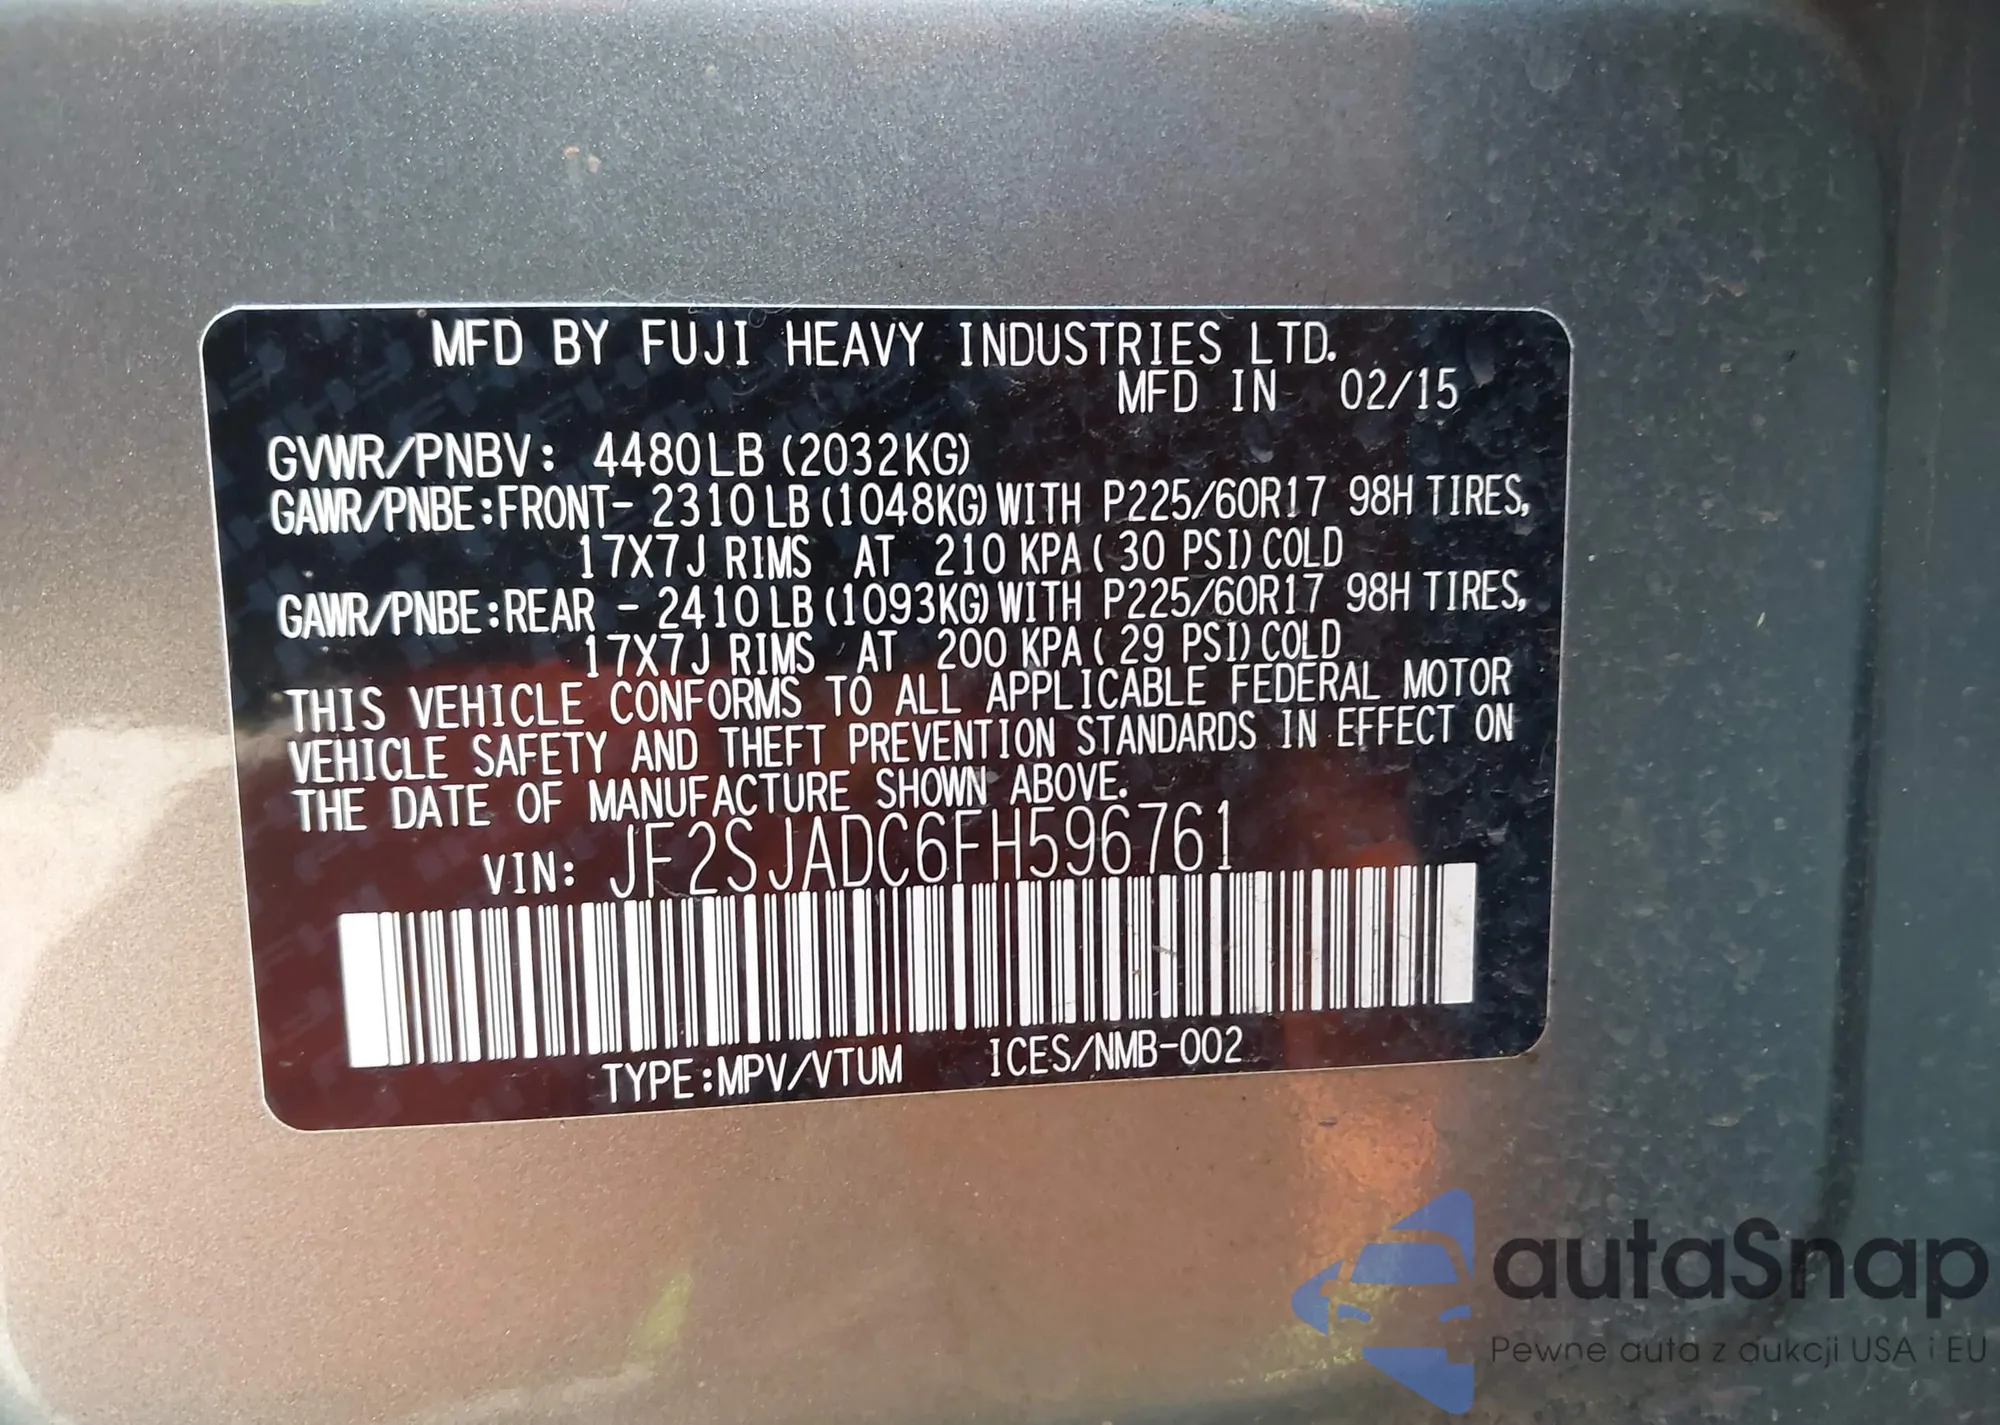 MFD BY FUJI HEAVY INDUSTRIES LTD.
MFD IN 02/15
GVWR/PNBV: 4480LB (2032KG)
GAWR/PNBE:FRONT- 2310LB (1048KG) WITH P225/60R17 98H TIRES,
17X7J RIMS AT 210 KPA ( 30 PSI) COLD
GAWR/PNBE:REAR - 2410LB (1093KG) WITH P225/60R17 98H TIRES,
17X7J RIMS AT 200 KPA ( 29 PSI) COLD
THIS VEHICLE CONFORMS TO ALL APPLICABLE FEDERAL MOTOR
VEHICLE SAFETY AND THEFT PREVENTION STANDARDS IN EFFECT ON
THE DATE OF MANUFACTURE SHOWN ABOVE.
VIN: JF2SJADC6FH596761
TYPE:MPV/VTUM ICES/NMB-002
autaSnap
Pewne auta z aukcji USA i EU